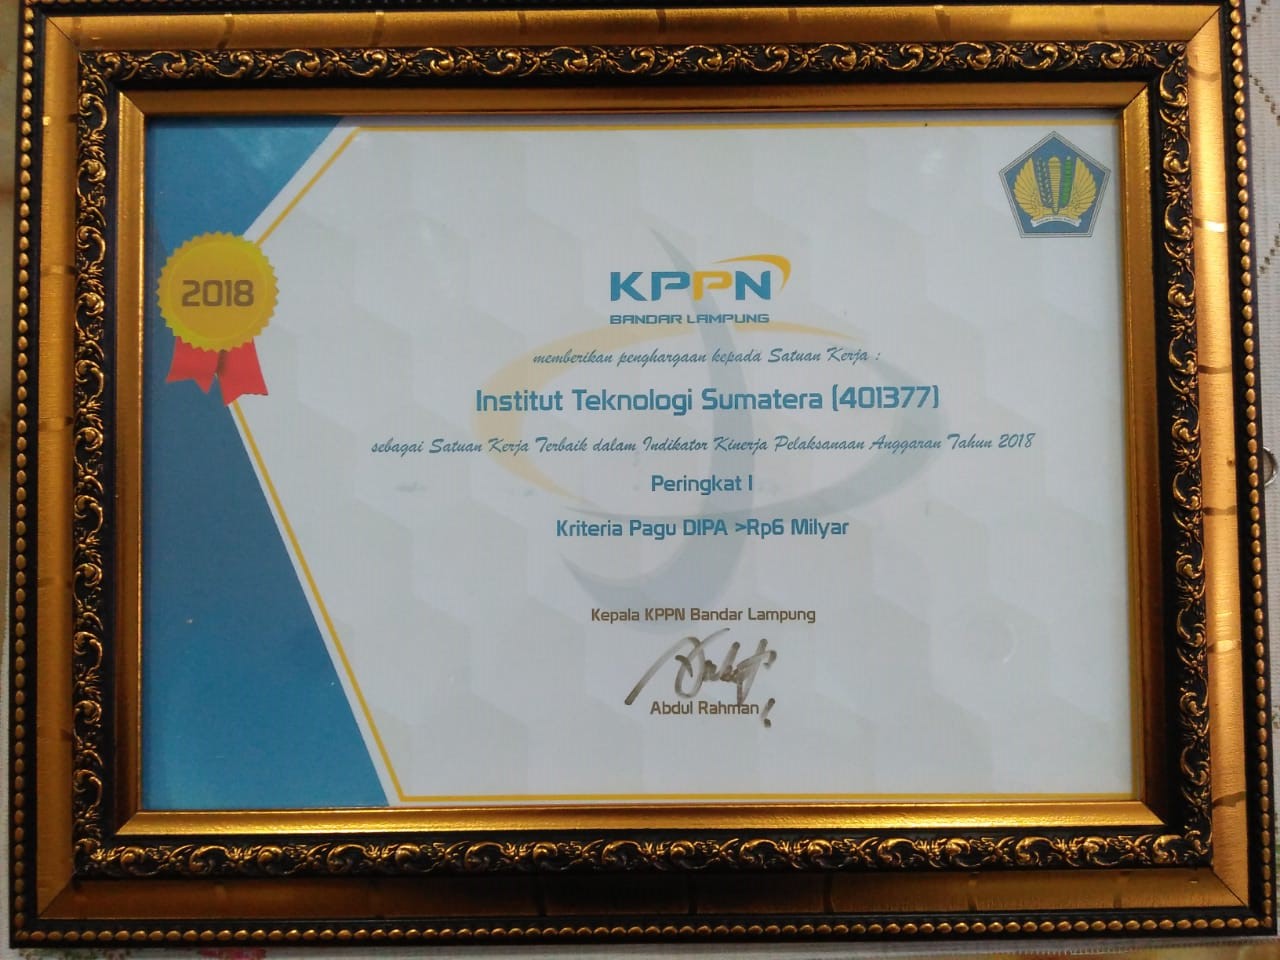 2018
KPPN
BANDAR LAMPUNG
memberikan penghargaan kepada Satuan Kerja :
Institut Teknologi Sumatera (401377)
sebagai Satuan Kerja Terbaik dalam Indikator Kinerja Pelaksanaan Anggaran Tahun 2018
Peringkat I
Kriteria Pagu DIPA >Rp6 Milyar
Kepala KPPN Bandar Lampung
Abdul Rahman